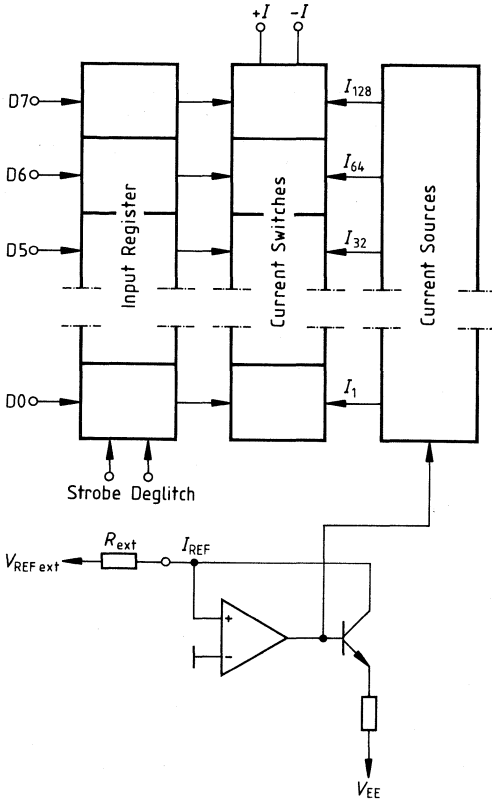 +I
-I
D7
I128
D6
I64
D5
I32
Input Register
Current Switches
Current Sources
D0
I1
Strobe Deglitch
VREF ext
Rext
IREF
+
-
VEE